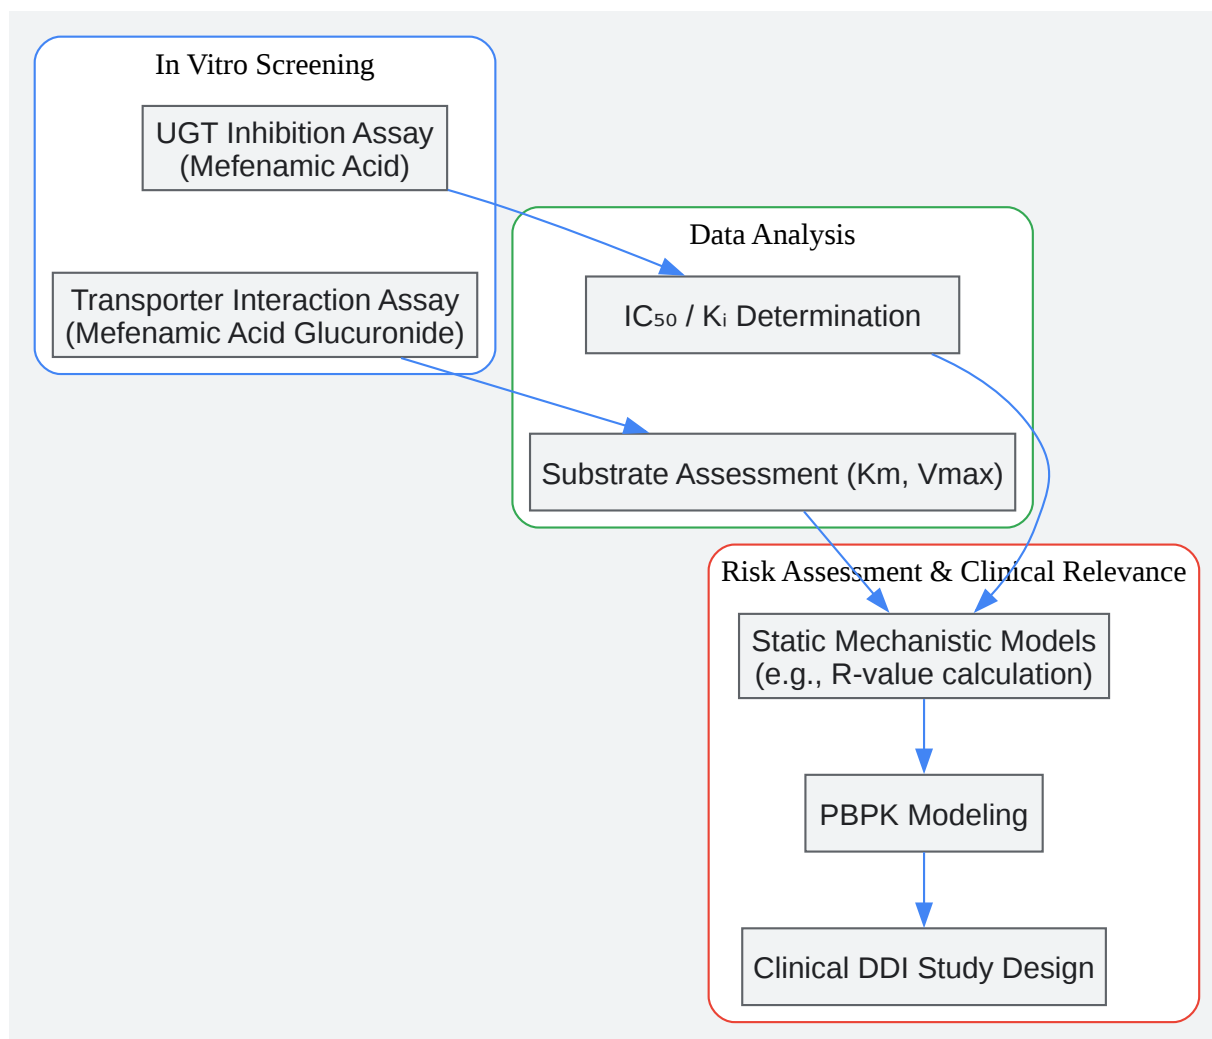 In Vitro Screening
UGT Inhibition Assay
(Mefenamic Acid)
Transporter Interaction Assay
(Mefenamic Acid Glucuronide)
Data Analysis
IC₅₀ / Kᵢ Determination
Substrate Assessment (Km, Vmax)
Risk Assessment & Clinical Relevance
Static Mechanistic Models
(e.g., R-value calculation)
PBPK Modeling
Clinical DDI Study Design